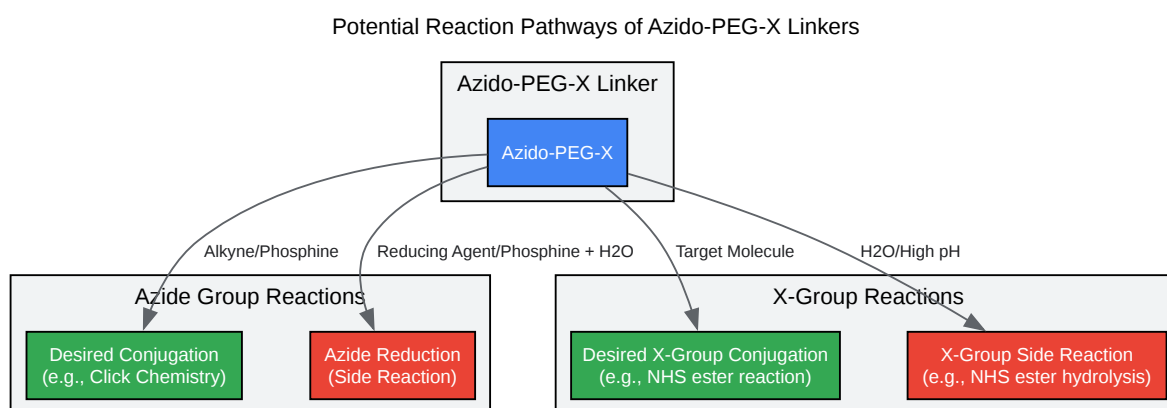 Potential Reaction Pathways of Azido-PEG-X Linkers
Azido-PEG-X Linker
Azido-PEG-X
Alkyne/Phosphine
Reducing Agent/Phosphine + H2O
Target Molecule
H2O/High pH
Azide Group Reactions
X-Group Reactions
Desired Conjugation
(e.g., Click Chemistry)
Azide Reduction
(Side Reaction)
Desired X-Group Conjugation
(e.g., NHS ester reaction)
X-Group Side Reaction
(e.g., NHS ester hydrolysis)